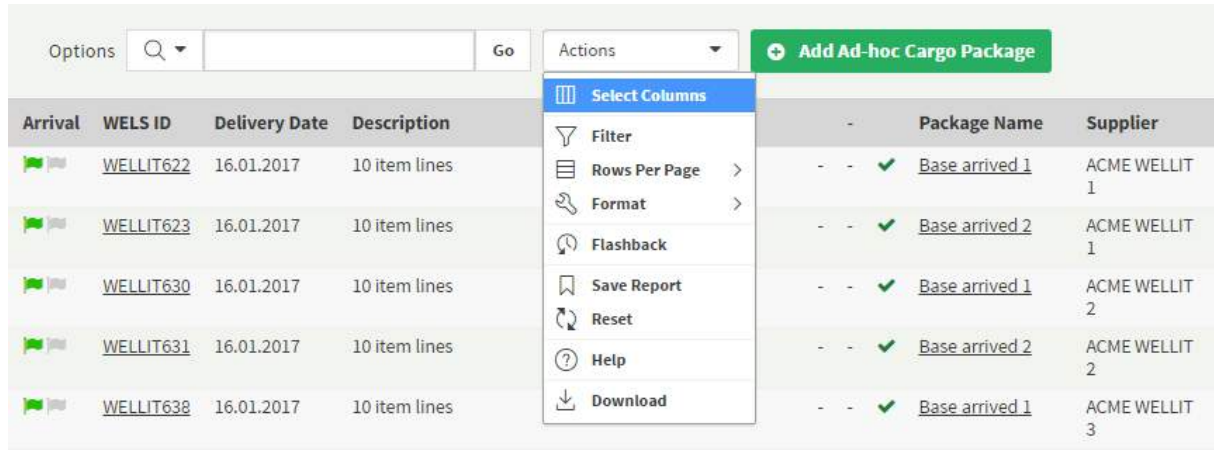 Options Go Actions Add Ad-hoc Cargo Package
Select Columns
Arrival WELS ID Delivery Date Description - Package Name Supplier
Filter
WELLIT622 16.01.2017 10 item lines Rows Per Page - - Base arrived 1 ACME WELLIT
1
Format
WELLIT623 16.01.2017 10 item lines - - Base arrived 2 ACME WELLIT
1
Flashback
WELLIT630 16.01.2017 10 item lines Save Report - - Base arrived 1 ACME WELLIT
2
Reset
WELLIT631 16.01.2017 10 item lines - - Base arrived 2 ACME WELLIT
2
Help
WELLIT638 16.01.2017 10 item lines Download - - Base arrived 1 ACME WELLIT
3